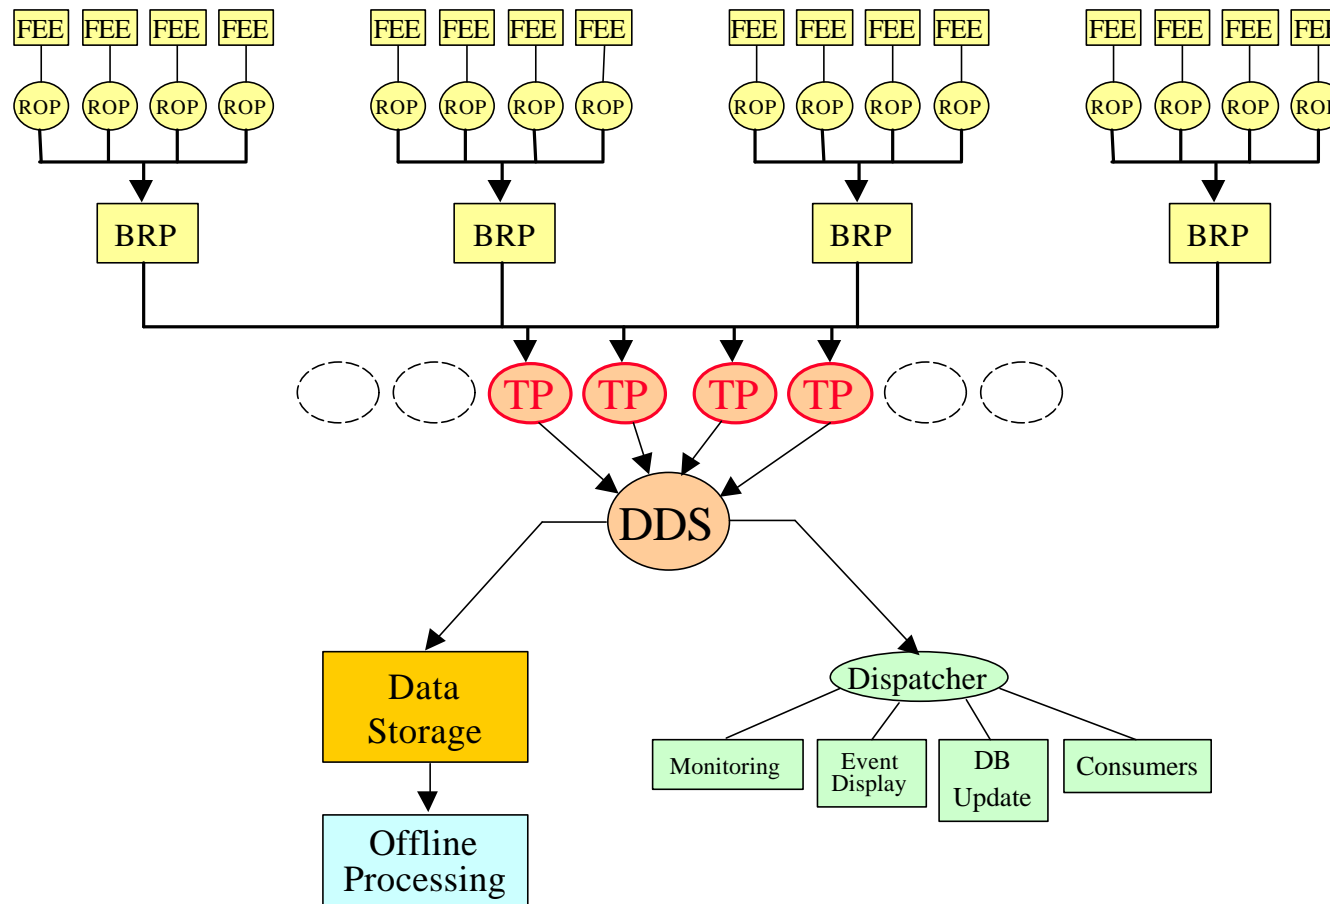 FEE FEE FEE FEE FEE FEE FEE FEE FEE FEE FEE FEE FEE FEE FEE FEE
ROP ROP ROP ROP ROP ROP ROP ROP ROP ROP ROP ROP ROP ROP ROP ROP
BRP BRP BRP BRP
TP TP TP TP
DDS
Data
Storage
Offline
Processing
Dispatcher
Monitoring
Event
Display
DB
Update
Consumers